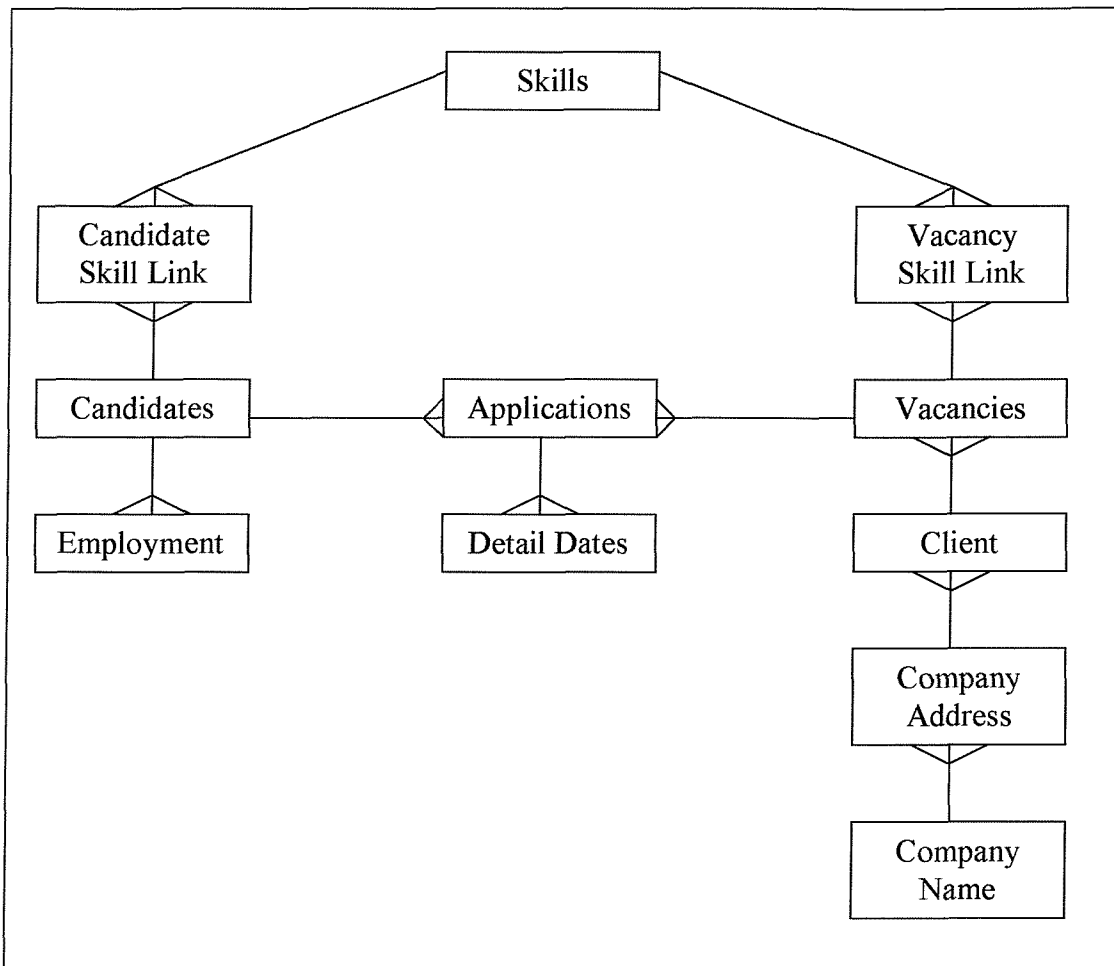 Skills
Candidate
Skill Link
Vacancy
Skill Link
Candidates
Applications
Vacancies
Employment
Detail Dates
Client
Company
Address
Company
Name